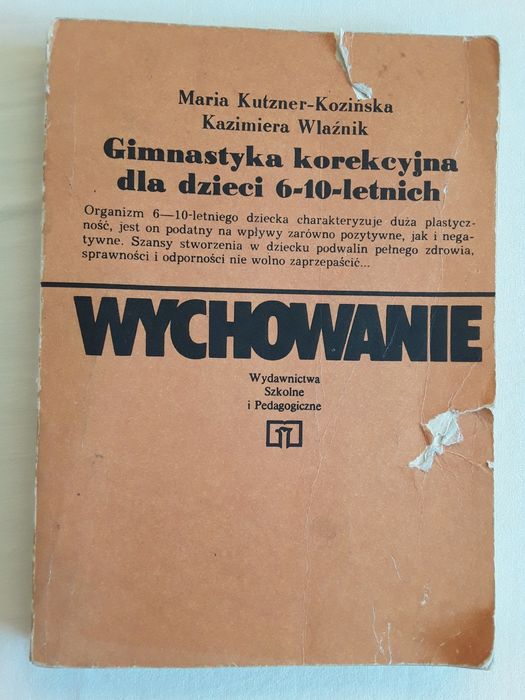 Maria Kutzner-Kozińska
Kazimiera Wlaźnik
Gimnastyka korekcyjna
dla dzieci 6-10-letnich
Organizm 6—10-letniego dziecka charakteryzuje duża plastycz-
ność, jest on podatny na wpływy zarówno pozytywne, jak i nega-
tywne. Szansy stworzenia w dziecku podwalin pełnego zdrowia,
sprawności i odporności nie wolno zaprzepaścić...
WYCHOWANIE
Wydawnictwa
Szkolne
i Pedagogiczne